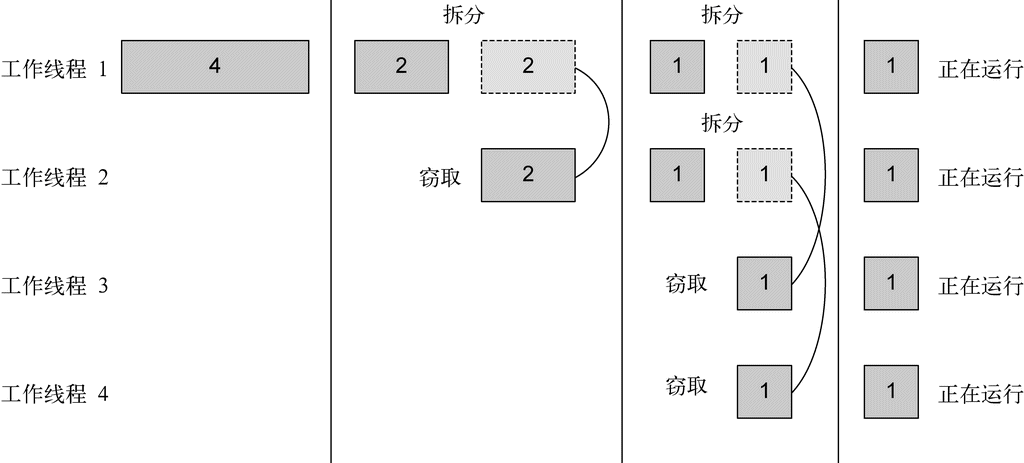 拆分 拆分
工作线程 1 4 2 2 1 1 1 正在运行
拆分
工作线程 2 窃取 2 1 1 1 正在运行
工作线程 3 窃取 1 1 正在运行
工作线程 4 窃取 1 1 正在运行